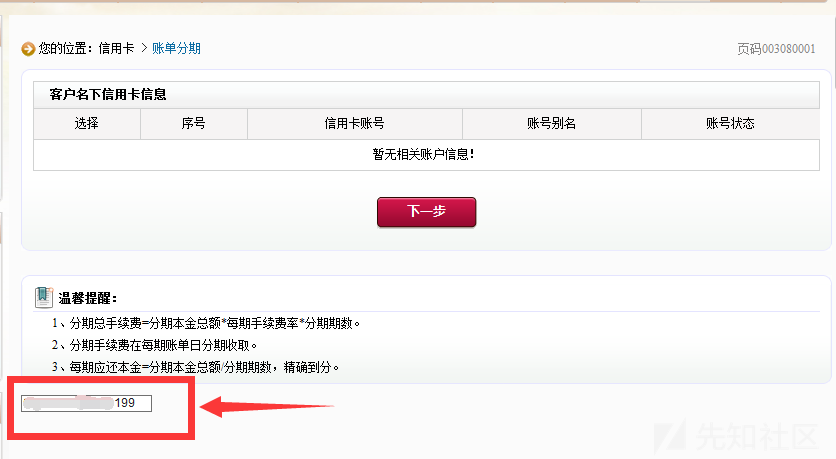 您的位置：信用卡 > 账单分期
页码003080001
客户名下信用卡信息
选择 序号 信用卡账号 账号别名 账号状态
暂无相关账户信息！
下一步
温馨提醒：
1、分期总手续费=分期本金总额*每期手续费率*分期期数。
2、分期手续费在每期账单日分期收取。
3、每期应还本金=分期本金总额/分期期数，精确到分。
199
先知社区